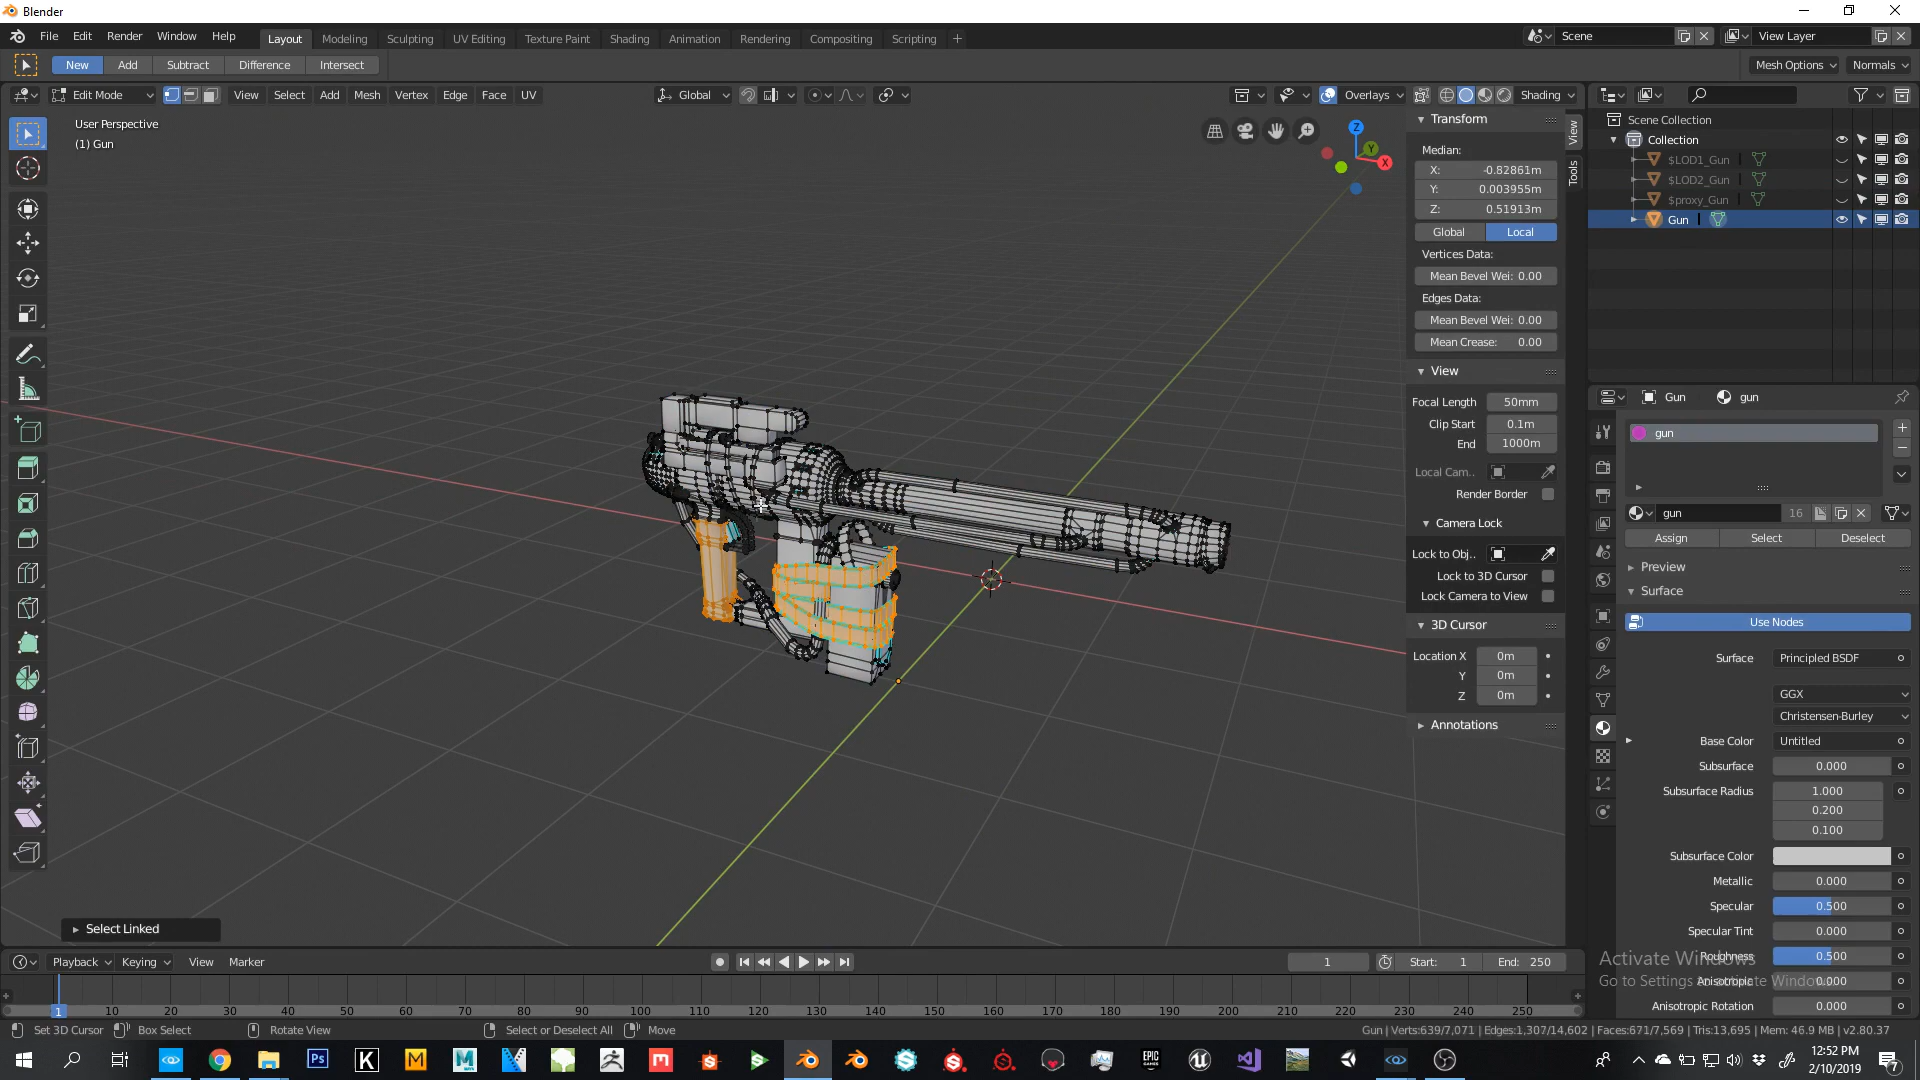 Blender
File Edit Render Window Help Layout Modeling Sculpting UV Editing Texture Paint Shading Animation Rendering Compositing Scripting + Scene View Layer
New Add Subtract Difference Intersect Mesh Options Normals
Edit Mode View Select Add Mesh Vertex Edge Face UV Global Overlays Shading
User Perspective
(1) Gun
Z
Y
X
Transform
Median:
X: -0.82861m
Y: 0.003955m
Z: 0.51913m
Global Local
Vertices Data:
Mean Bevel Wei: 0.00
Edges Data:
Mean Bevel Wei: 0.00
Mean Crease: 0.00
View
Focal Length 50mm
Clip Start 0.1m
End 1000m
Local Cam..
Render Border
Camera Lock
Lock to Obj..
Lock to 3D Cursor
Lock Camera to View
3D Cursor
Location X 0m
Y 0m
Z 0m
Annotations
View
Tools
Scene Collection
Collection
$LOD1_Gun
$LOD2_Gun
$proxy_Gun
Gun
Gun gun
gun
gun 16
Assign Select Deselect
Preview
Surface
Use Nodes
Surface Principled BSDF
GGX
Christensen-Burley
Base Color Untitled
Subsurface 0.000
Subsurface Radius 1.000
0.200
0.100
Subsurface Color
Metallic 0.000
Specular 0.500
Specular Tint 0.000
Roughness 0.500
Anisotropic 0.000
Anisotropic Rotation 0.000
Activate Windows
Go to Settings to activate Windows.
Select Linked
Playback Keying View Marker 1 Start: 1 End: 250
1 10 20 30 40 50 60 70 80 90 100 110 120 130 140 150 160 170 180 190 200 210 220 230 240 250
Set 3D Cursor Box Select Rotate View Select or Deselect All Move Gun | Verts:639/7,071 | Edges:1,307/14,602 | Faces:671/7,569 | Tris:13,695 | Mem: 46.9 MB | v2.80.37
Ps K M M EPIC GAMES
12:52 PM
2/10/2019
7